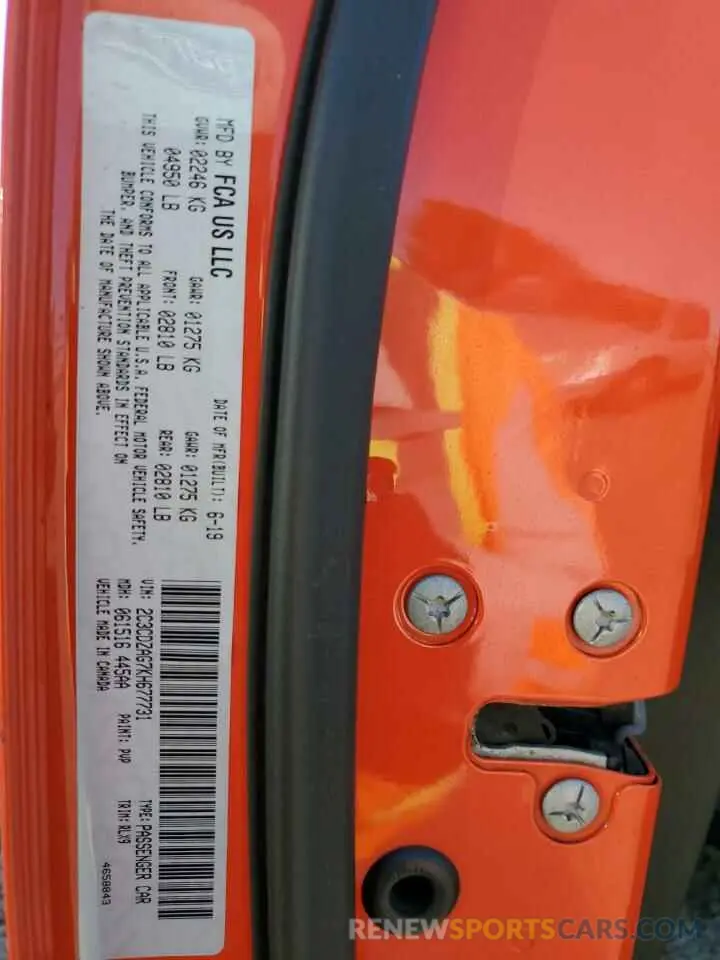 MFD BY FCA US LLC
DATE OF MFR(BUILT): 6-19
GVWR: 02246 KG
GAWR: 01275 KG
GAWR: 01275 KG
04950 LB
FRONT: 02810 LB
REAR: 02810 LB
THIS VEHICLE CONFORMS TO ALL APPLICABLE U.S.A. FEDERAL MOTOR VEHICLE SAFETY,
BUMPER, AND THEFT PREVENTION STANDARDS IN EFFECT ON
THE DATE OF MANUFACTURE SHOWN ABOVE.
VIN: 2C3CDZAG7KH677731
TYPE: PASSENGER CAR
MDH: 061516 445AA
PAINT: PVP
TRIM: RLX9
VEHICLE MADE IN CANADA
4658843
RENEWSPORTSCARS.COM